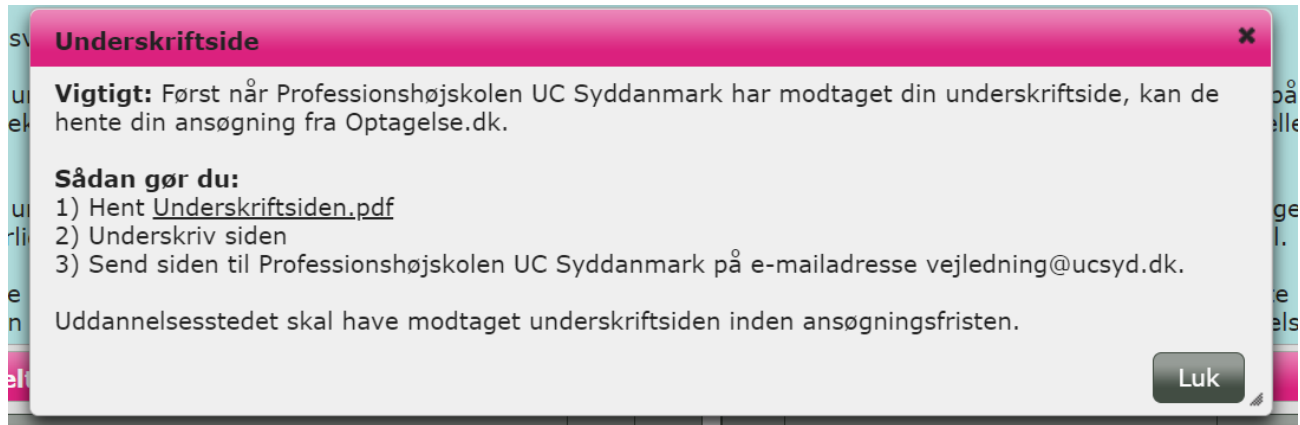 Underskriftside
Vigtigt: Først når Professionshøjskolen UC Syddanmark har modtaget din underskriftside, kan de
hente din ansøgning fra Optagelse.dk.
Sådan gør du:
1) Hent Underskriftsiden.pdf
2) Underskriv siden
3) Send siden til Professionshøjskolen UC Syddanmark på e-mailadresse vejledning@ucsyd.dk.
Uddannelsesstedet skal have modtaget underskriftsiden inden ansøgningsfristen.
Luk